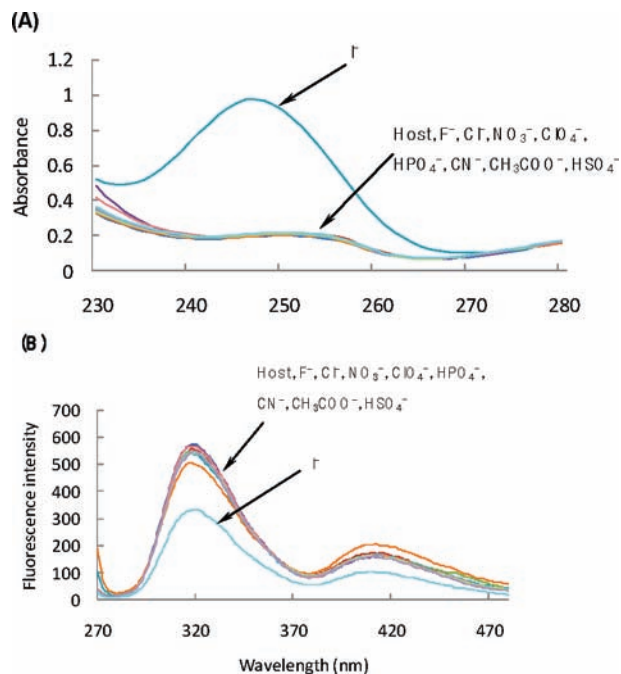 (A)
1.2
I⁻
1
Host, F⁻, Cl⁻, NO₃⁻, ClO₄⁻,
HPO₄⁻, CN⁻, CH₃COO⁻, HSO₄⁻
0.8
0.6
0.4
0.2
0
Absorbance
230 240 250 260 270 280
(B)
Host, F⁻, Cl⁻, NO₃⁻, ClO₄⁻, HPO₄⁻,
CN⁻, CH₃COO⁻, HSO₄⁻
700
600
500
I⁻
400
300
200
100
0
Fluorescence intensity
270 320 370 420 470
Wavelength (nm)